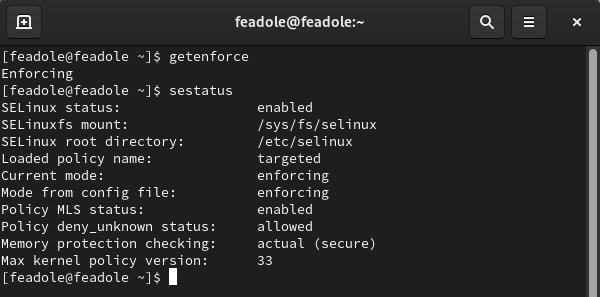 feadole@feadole:~
[feadole@feadole ~]$ getenforce
Enforcing
[feadole@feadole ~]$ sestatus
SELinux status:                 enabled
SELinuxfs mount:                /sys/fs/selinux
SELinux root directory:         /etc/selinux
Loaded policy name:             targeted
Current mode:                   enforcing
Mode from config file:          enforcing
Policy MLS status:              enabled
Policy deny_unknown status:     allowed
Memory protection checking:     actual (secure)
Max kernel policy version:      33
[feadole@feadole ~]$